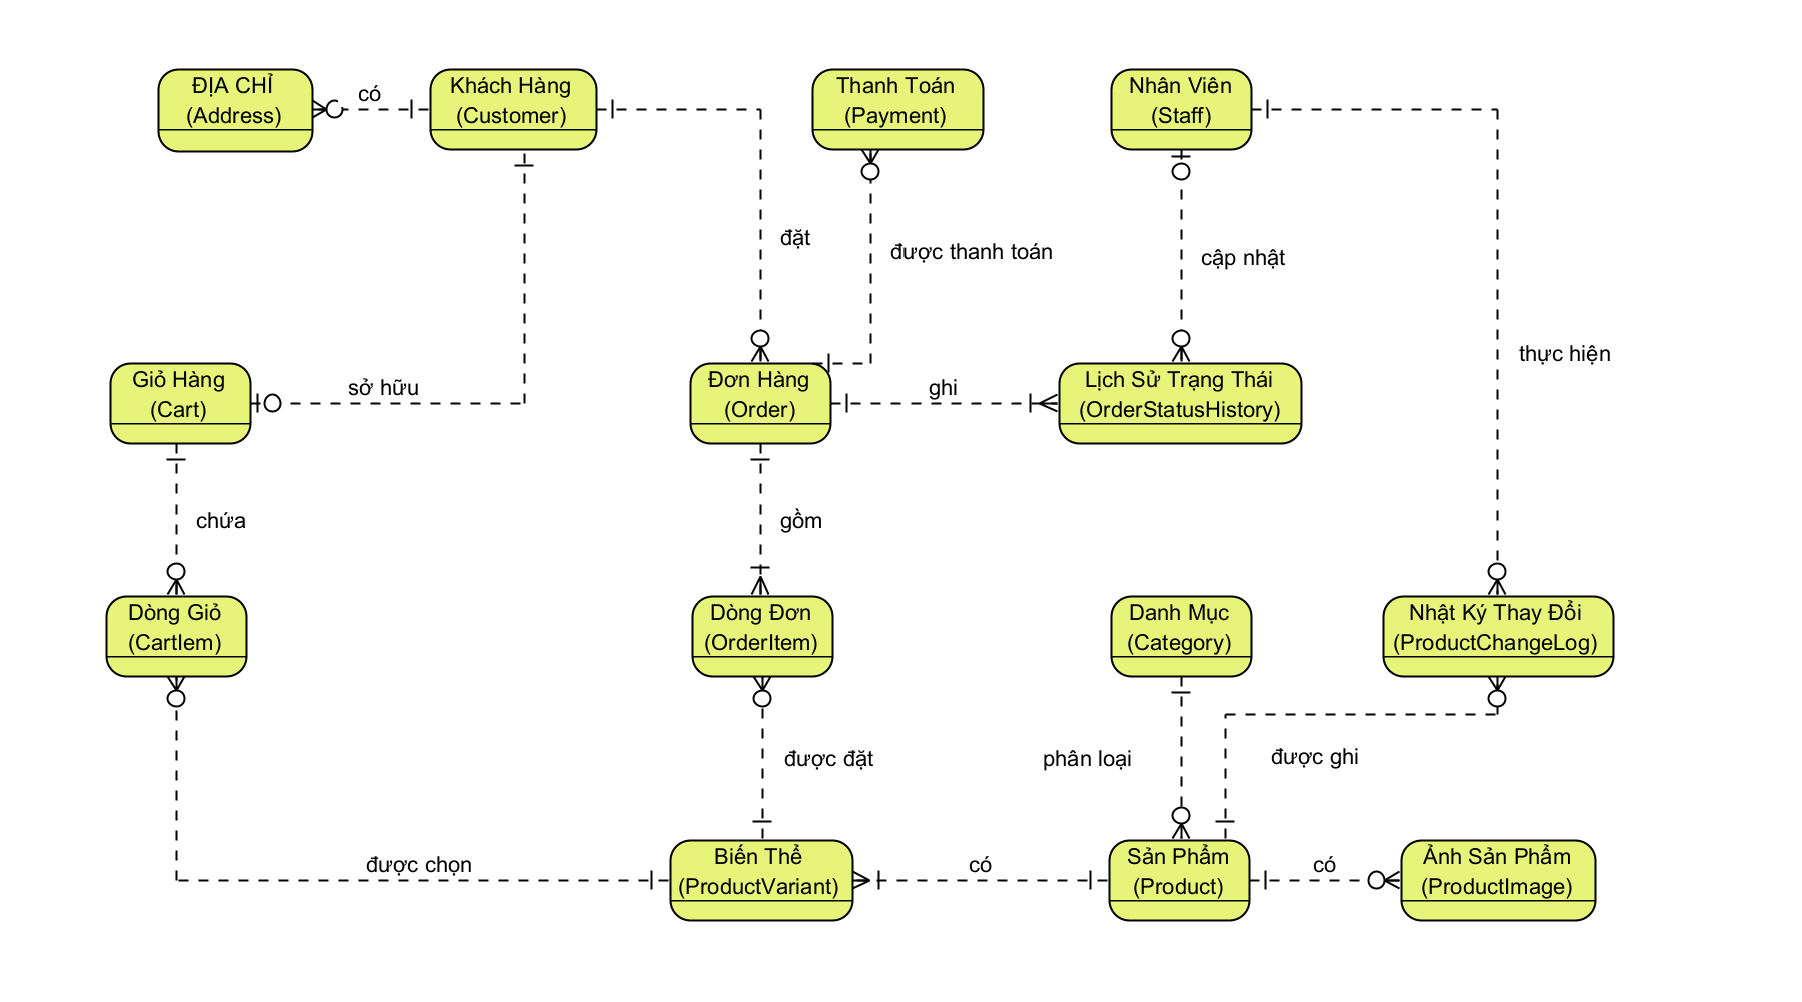 ĐỊA CHỈ
(Address)
có
Khách Hàng
(Customer)
Thanh Toán
(Payment)
Nhân Viên
(Staff)
đặt
được thanh toán
cập nhật
thực hiện
Giỏ Hàng
(Cart)
sở hữu
Đơn Hàng
(Order)
ghi
Lịch Sử Trạng Thái
(OrderStatusHistory)
chứa
gồm
Dòng Giỏ
(CartIem)
Dòng Đơn
(OrderItem)
Danh Mục
(Category)
Nhật Ký Thay Đổi
(ProductChangeLog)
được đặt
phân loại
được ghi
được chọn
Biến Thể
(ProductVariant)
có
Sản Phẩm
(Product)
có
Ảnh Sản Phẩm
(ProductImage)